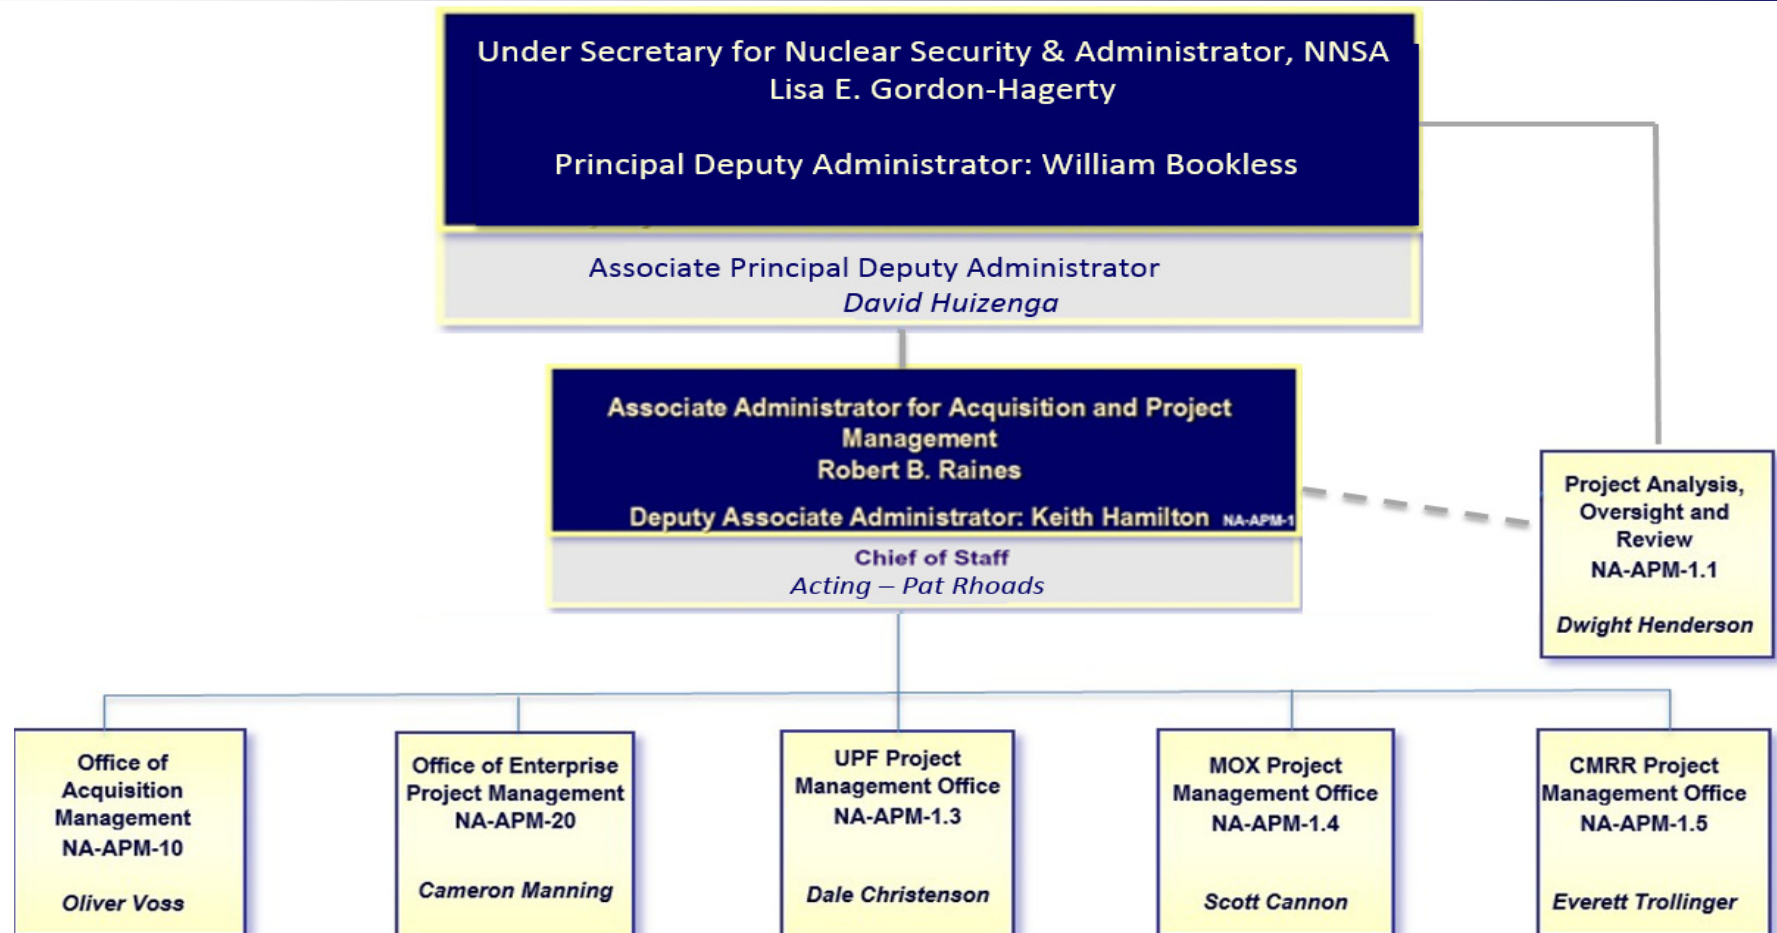 Under Secretary for Nuclear Security & Administrator, NNSA
Lisa E. Gordon-Hagerty
Principal Deputy Administrator: William Bookless
Associate Principal Deputy Administrator
David Huizenga
Associate Administrator for Acquisition and Project
Management
Robert B. Raines
Deputy Associate Administrator: Keith Hamilton NA-APM-1
Chief of Staff
Acting – Pat Rhoads
Project Analysis,
Oversight and
Review
NA-APM-1.1
Dwight Henderson
Office of
Acquisition
Management
NA-APM-10
Oliver Voss
Office of Enterprise
Project Management
NA-APM-20
Cameron Manning
UPF Project
Management Office
NA-APM-1.3
Dale Christenson
MOX Project
Management Office
NA-APM-1.4
Scott Cannon
CMRR Project
Management Office
NA-APM-1.5
Everett Trollinger